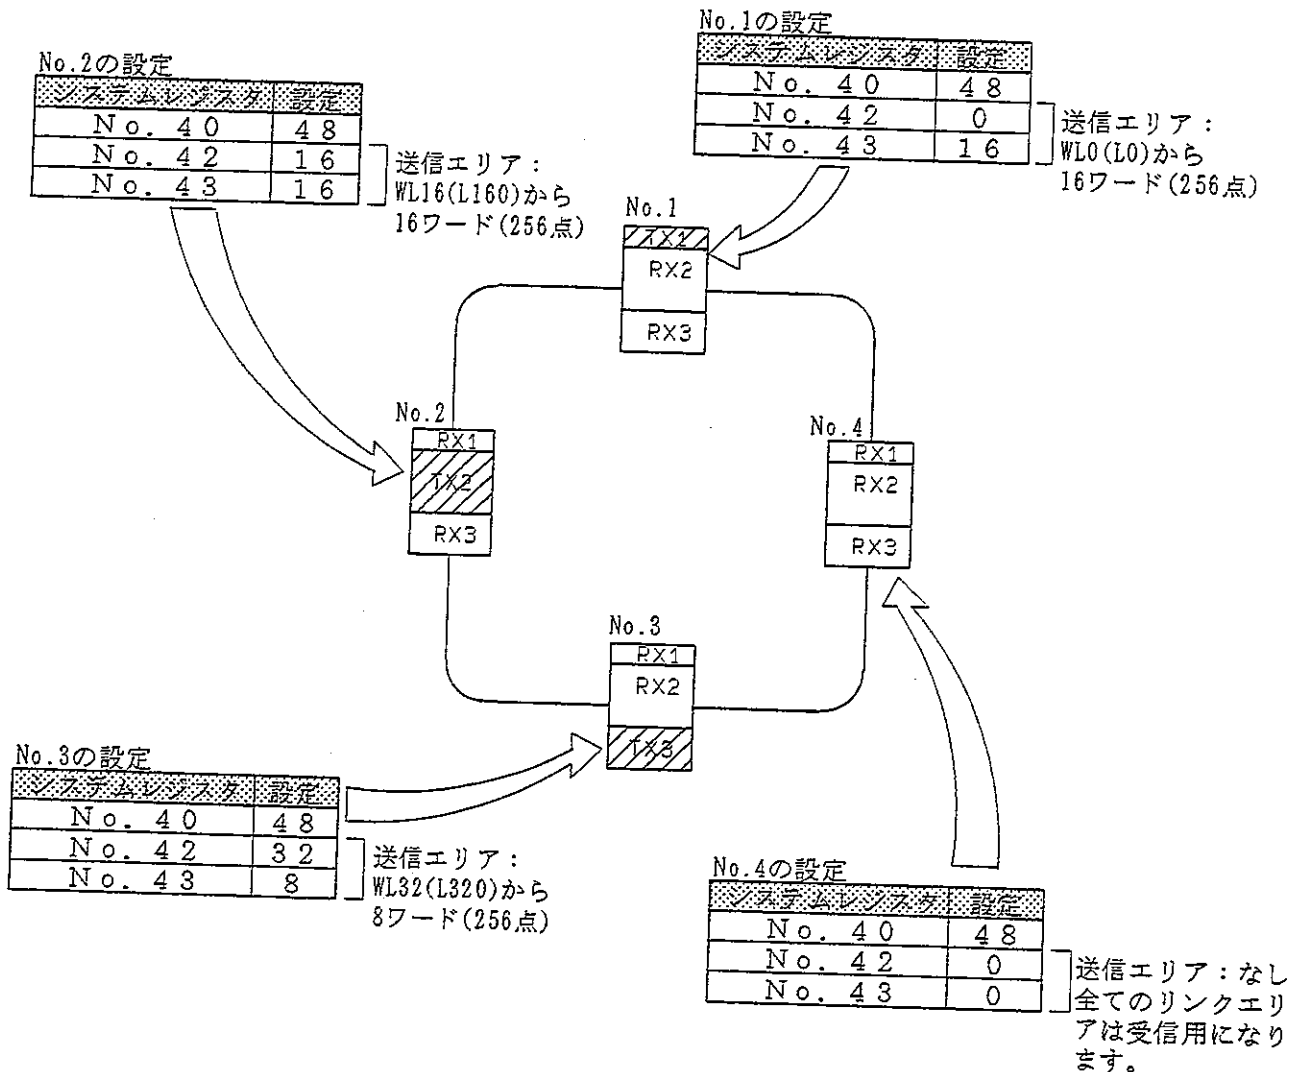 No.1の設定
システムレジスタ 設定
No. 40 48
No. 42 0
No. 43 16
送信エリア：
WL0(L0)から
16ワード(256点)
No.2の設定
システムレジスタ 設定
No. 40 48
No. 42 16
No. 43 16
送信エリア：
WL16(L160)から
16ワード(256点)
No.1
TX1
RX2
RX3
No.2
RX1
TX2
RX3
No.4
RX1
RX2
RX3
No.3
RX1
RX2
TX3
No.3の設定
システムレジスタ 設定
No. 40 48
No. 42 32
No. 43 8
送信エリア：
WL32(L320)から
8ワード(256点)
No.4の設定
システムレジスタ 設定
No. 40 48
No. 42 0
No. 43 0
送信エリア：なし
全てのリンクエリ
アは受信用になり
ます。